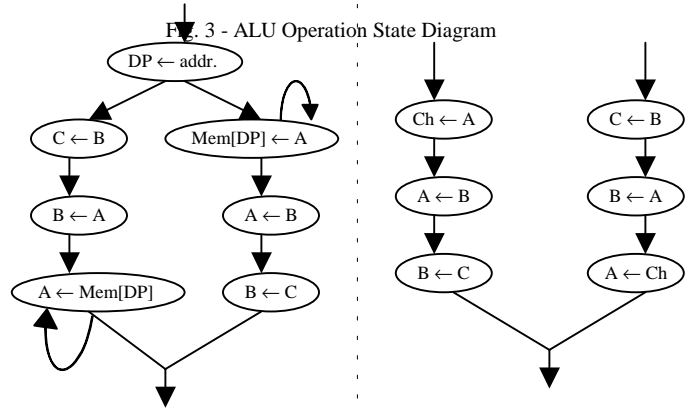 Fig. 3 - ALU Operation State Diagram
DP ← addr.
C ← B
Mem[DP] ← A
Ch ← A
C ← B
B ← A
A ← B
A ← B
B ← A
A ← Mem[DP]
B ← C
B ← C
A ← Ch